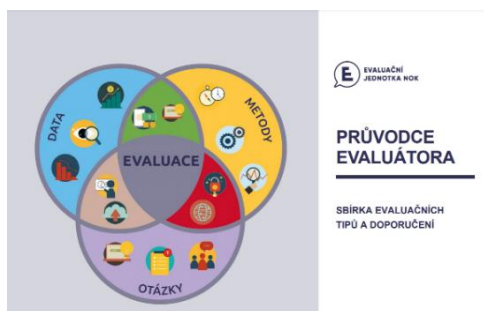 DATA
METODY
EVALUACE
OTÁZKY
EVALUAČNÍ
JEDNOTKA NOK
PRŮVODCE
EVALUÁTORA
SBÍRKA EVALUAČNÍCH
TIPŮ A DOPORUČENÍ